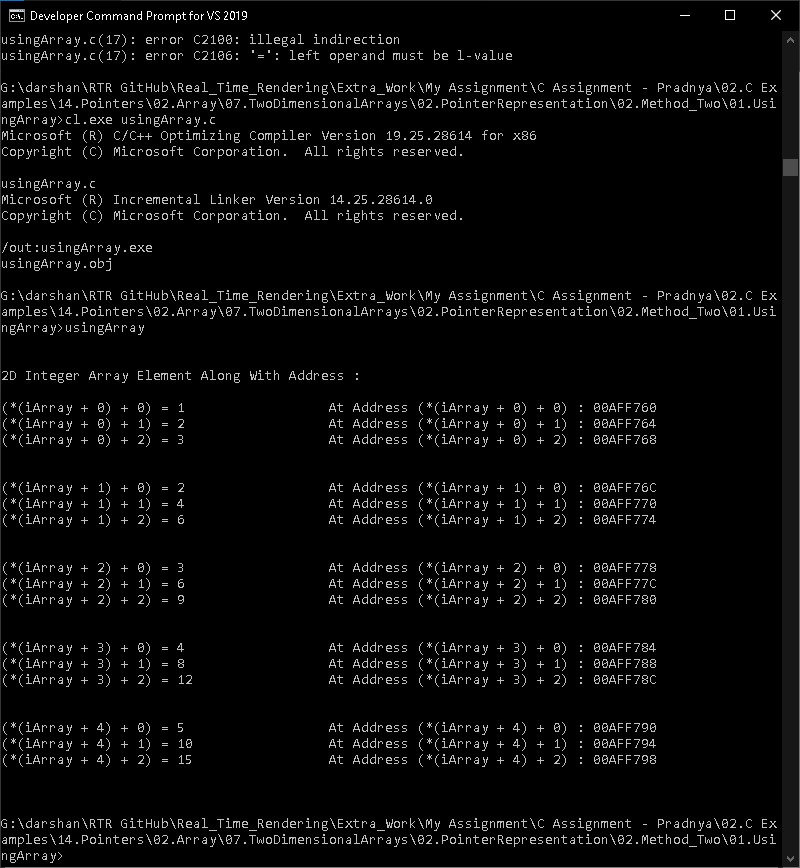 Developer Command Prompt for VS 2019
usingArray.c(17): error C2100: illegal indirection
usingArray.c(17): error C2106: '=': left operand must be l-value
G:\darshan\RTR GitHub\Real_Time_Rendering\Extra_Work\My Assignment\C Assignment - Pradnya\02.C Ex
amples\14.Pointers\02.Array\07.TwoDimensionalArrays\02.PointerRepresentation\02.Method_Two\01.Usi
ngArray>cl.exe usingArray.c
Microsoft (R) C/C++ Optimizing Compiler Version 19.25.28614 for x86
Copyright (C) Microsoft Corporation.  All rights reserved.
usingArray.c
Microsoft (R) Incremental Linker Version 14.25.28614.0
Copyright (C) Microsoft Corporation.  All rights reserved.
/out:usingArray.exe
usingArray.obj
G:\darshan\RTR GitHub\Real_Time_Rendering\Extra_Work\My Assignment\C Assignment - Pradnya\02.C Ex
amples\14.Pointers\02.Array\07.TwoDimensionalArrays\02.PointerRepresentation\02.Method_Two\01.Usi
ngArray>usingArray
2D Integer Array Element Along With Address :
(*(iArray + 0) + 0) = 1 At Address (*(iArray + 0) + 0) : 00AFF760
(*(iArray + 0) + 1) = 2 At Address (*(iArray + 0) + 1) : 00AFF764
(*(iArray + 0) + 2) = 3 At Address (*(iArray + 0) + 2) : 00AFF768
(*(iArray + 1) + 0) = 2 At Address (*(iArray + 1) + 0) : 00AFF76C
(*(iArray + 1) + 1) = 4 At Address (*(iArray + 1) + 1) : 00AFF770
(*(iArray + 1) + 2) = 6 At Address (*(iArray + 1) + 2) : 00AFF774
(*(iArray + 2) + 0) = 3 At Address (*(iArray + 2) + 0) : 00AFF778
(*(iArray + 2) + 1) = 6 At Address (*(iArray + 2) + 1) : 00AFF77C
(*(iArray + 2) + 2) = 9 At Address (*(iArray + 2) + 2) : 00AFF780
(*(iArray + 3) + 0) = 4 At Address (*(iArray + 3) + 0) : 00AFF784
(*(iArray + 3) + 1) = 8 At Address (*(iArray + 3) + 1) : 00AFF788
(*(iArray + 3) + 2) = 12 At Address (*(iArray + 3) + 2) : 00AFF78C
(*(iArray + 4) + 0) = 5 At Address (*(iArray + 4) + 0) : 00AFF790
(*(iArray + 4) + 1) = 10 At Address (*(iArray + 4) + 1) : 00AFF794
(*(iArray + 4) + 2) = 15 At Address (*(iArray + 4) + 2) : 00AFF798
G:\darshan\RTR GitHub\Real_Time_Rendering\Extra_Work\My Assignment\C Assignment - Pradnya\02.C Ex
amples\14.Pointers\02.Array\07.TwoDimensionalArrays\02.PointerRepresentation\02.Method_Two\01.Usi
ngArray>